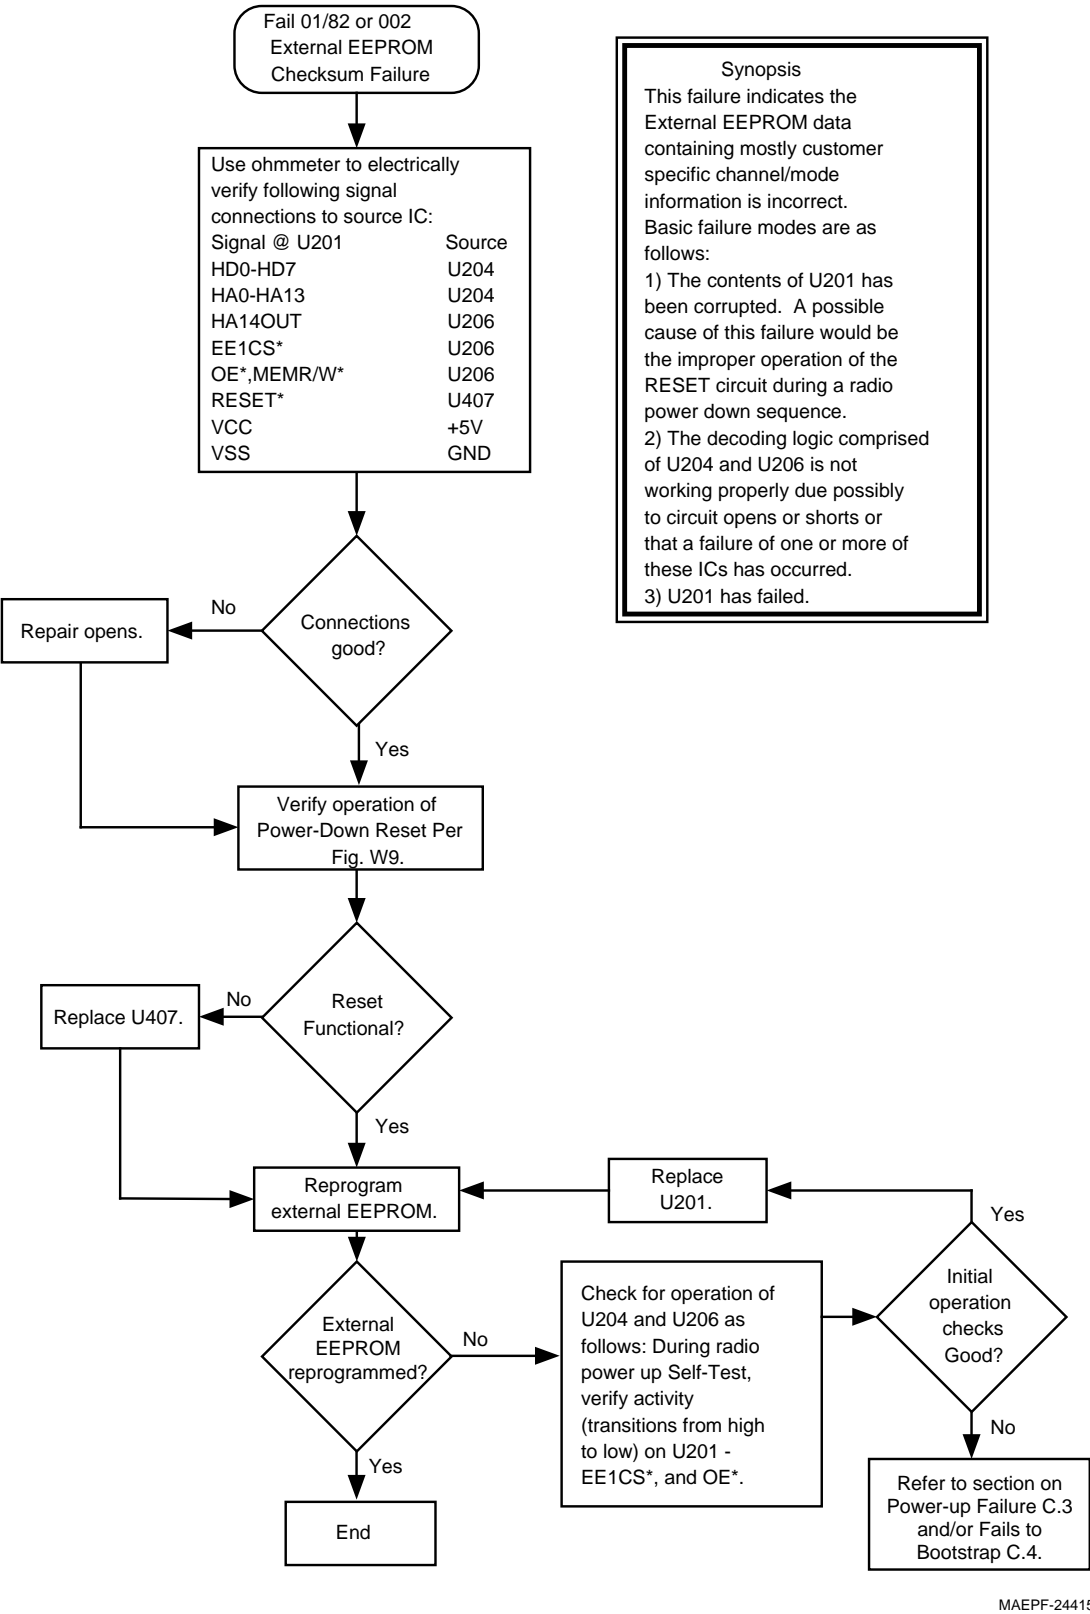 Fail 01/82 or 002
External EEPROM
Checksum Failure
Synopsis
This failure indicates the
External EEPROM data
containing mostly customer
specific channel/mode
information is incorrect.
Basic failure modes are as
follows:
1) The contents of U201 has
been corrupted.  A possible
cause of this failure would be
the improper operation of the
RESET circuit during a radio
power down sequence.
2) The decoding logic comprised
of U204 and U206 is not
working properly due possibly
to circuit opens or shorts or
that a failure of one or more of
these ICs has occurred.
3) U201 has failed.
Use ohmmeter to electrically
verify following signal
connections to source IC:
Signal @ U201 Source
HD0-HD7 U204
HA0-HA13 U204
HA14OUT U206
EE1CS* U206
OE*,MEMR/W* U206
RESET* U407
VCC +5V
VSS GND
Connections
good?
No
Repair opens.
Yes
Verify operation of
Power-Down Reset Per
Fig. W9.
Reset
Functional?
No
Replace U407.
Yes
Reprogram
external EEPROM.
Replace
U201.
Yes
External
EEPROM
reprogrammed?
No
Check for operation of
U204 and U206 as
follows: During radio
power up Self-Test,
verify activity
(transitions from high
to low) on U201 -
EE1CS*, and OE*.
Initial
operation
checks
Good?
No
Yes
End
Refer to section on
Power-up Failure C.3
and/or Fails to
Bootstrap C.4.
MAEPF-24415